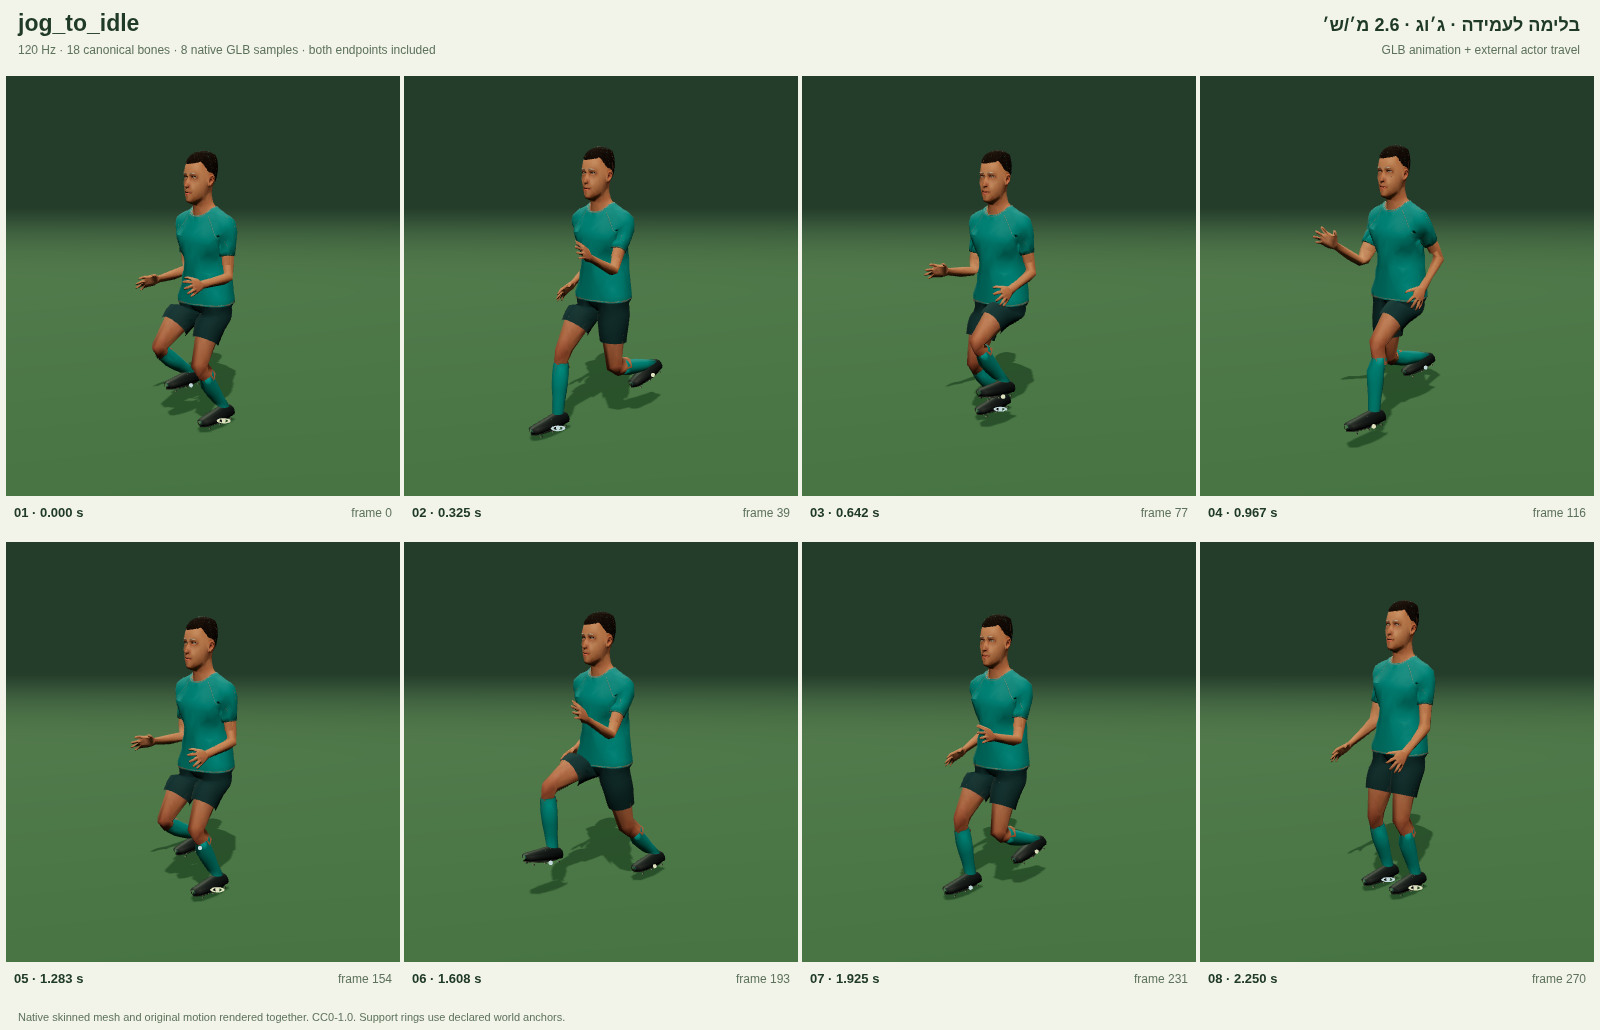 jog_to_idle
בלימה לעמידה · ג׳וג · 2.6 מ׳/ש׳
120 Hz · 18 canonical bones · 8 native GLB samples · both endpoints included
GLB animation + external actor travel
01 · 0.000 s frame 0
02 · 0.325 s frame 39
03 · 0.642 s frame 77
04 · 0.967 s frame 116
05 · 1.283 s frame 154
06 · 1.608 s frame 193
07 · 1.925 s frame 231
08 · 2.250 s frame 270
Native skinned mesh and original motion rendered together. CC0-1.0. Support rings use declared world anchors.